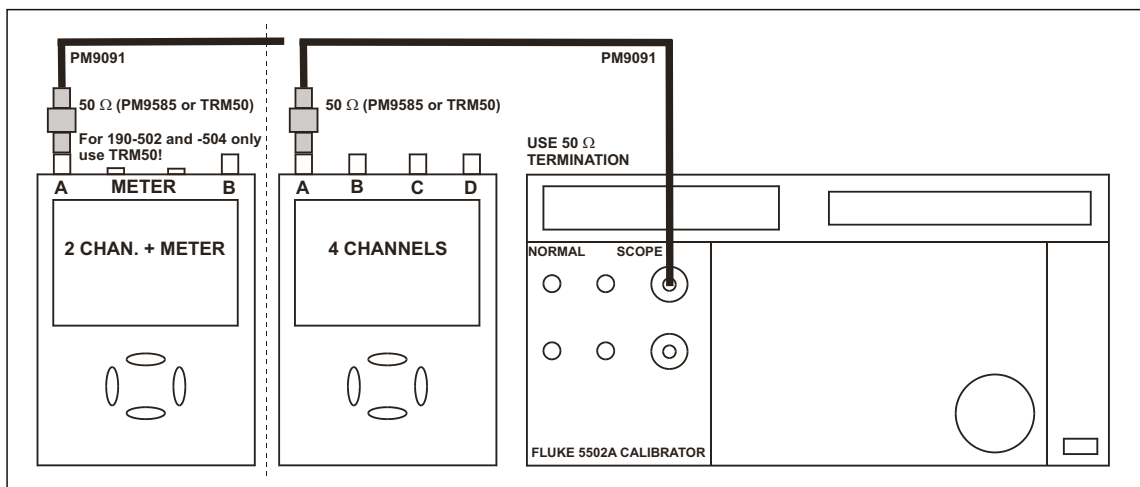 PM9091
50 Ω (PM9585 or TRM50)
For 190-502 and -504 only
use TRM50!
A METER B
2 CHAN. + METER
PM9091
50 Ω (PM9585 or TRM50)
A B C D
4 CHANNELS
USE 50 Ω
TERMINATION
NORMAL SCOPE
FLUKE 5502A CALIBRATOR